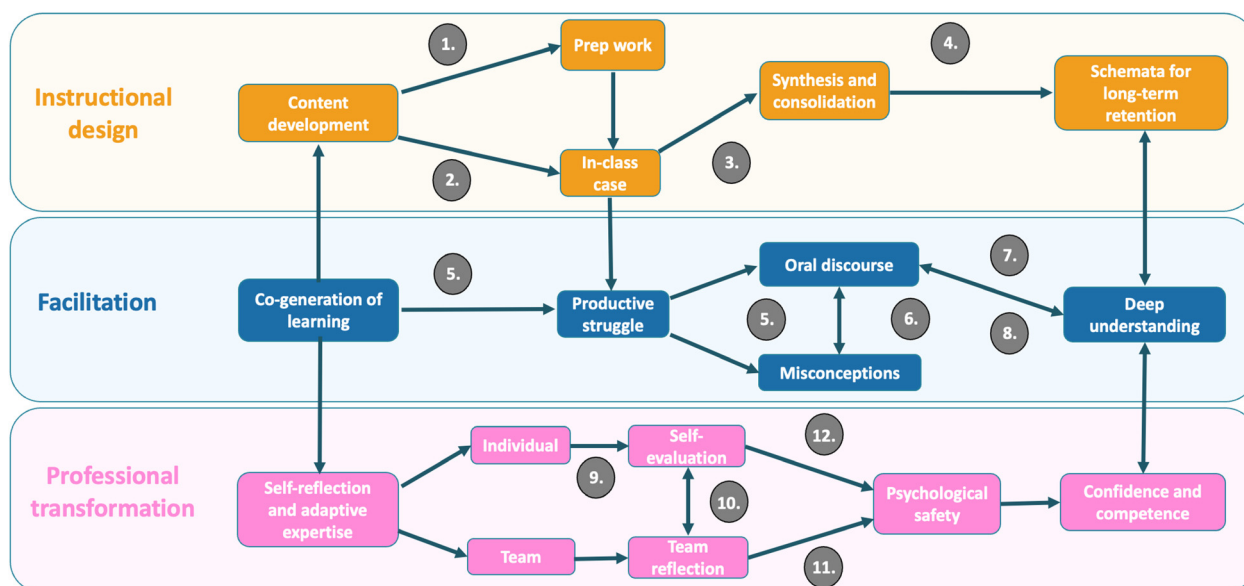 Instructional
design
Content
development
1.
Prep work
2.
In-class
case
3.
Synthesis and
consolidation
4.
Schemata for
long-term
retention
Facilitation
Co-generation of
learning
5.
Productive
struggle
Oral discourse
5.
6.
Misconceptions
7.
8.
Deep
understanding
Professional
transformation
Self-reflection
and adaptive
expertise
Individual
9.
Self-
evaluation
10.
Team
Team
reflection
12.
11.
Psychological
safety
Confidence and
competence